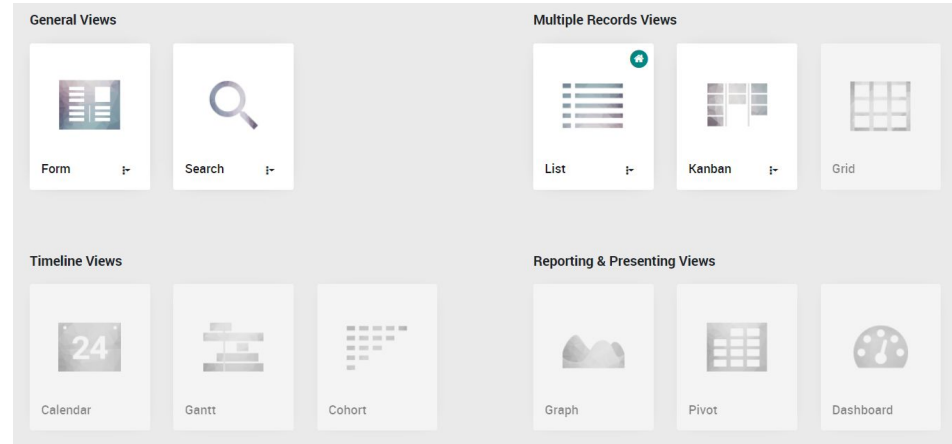 General Views
Multiple Records Views
Form
Search
List
Kanban
Grid
Timeline Views
Reporting & Presenting Views
24
Calendar
Gantt
Cohort
Graph
Pivot
Dashboard